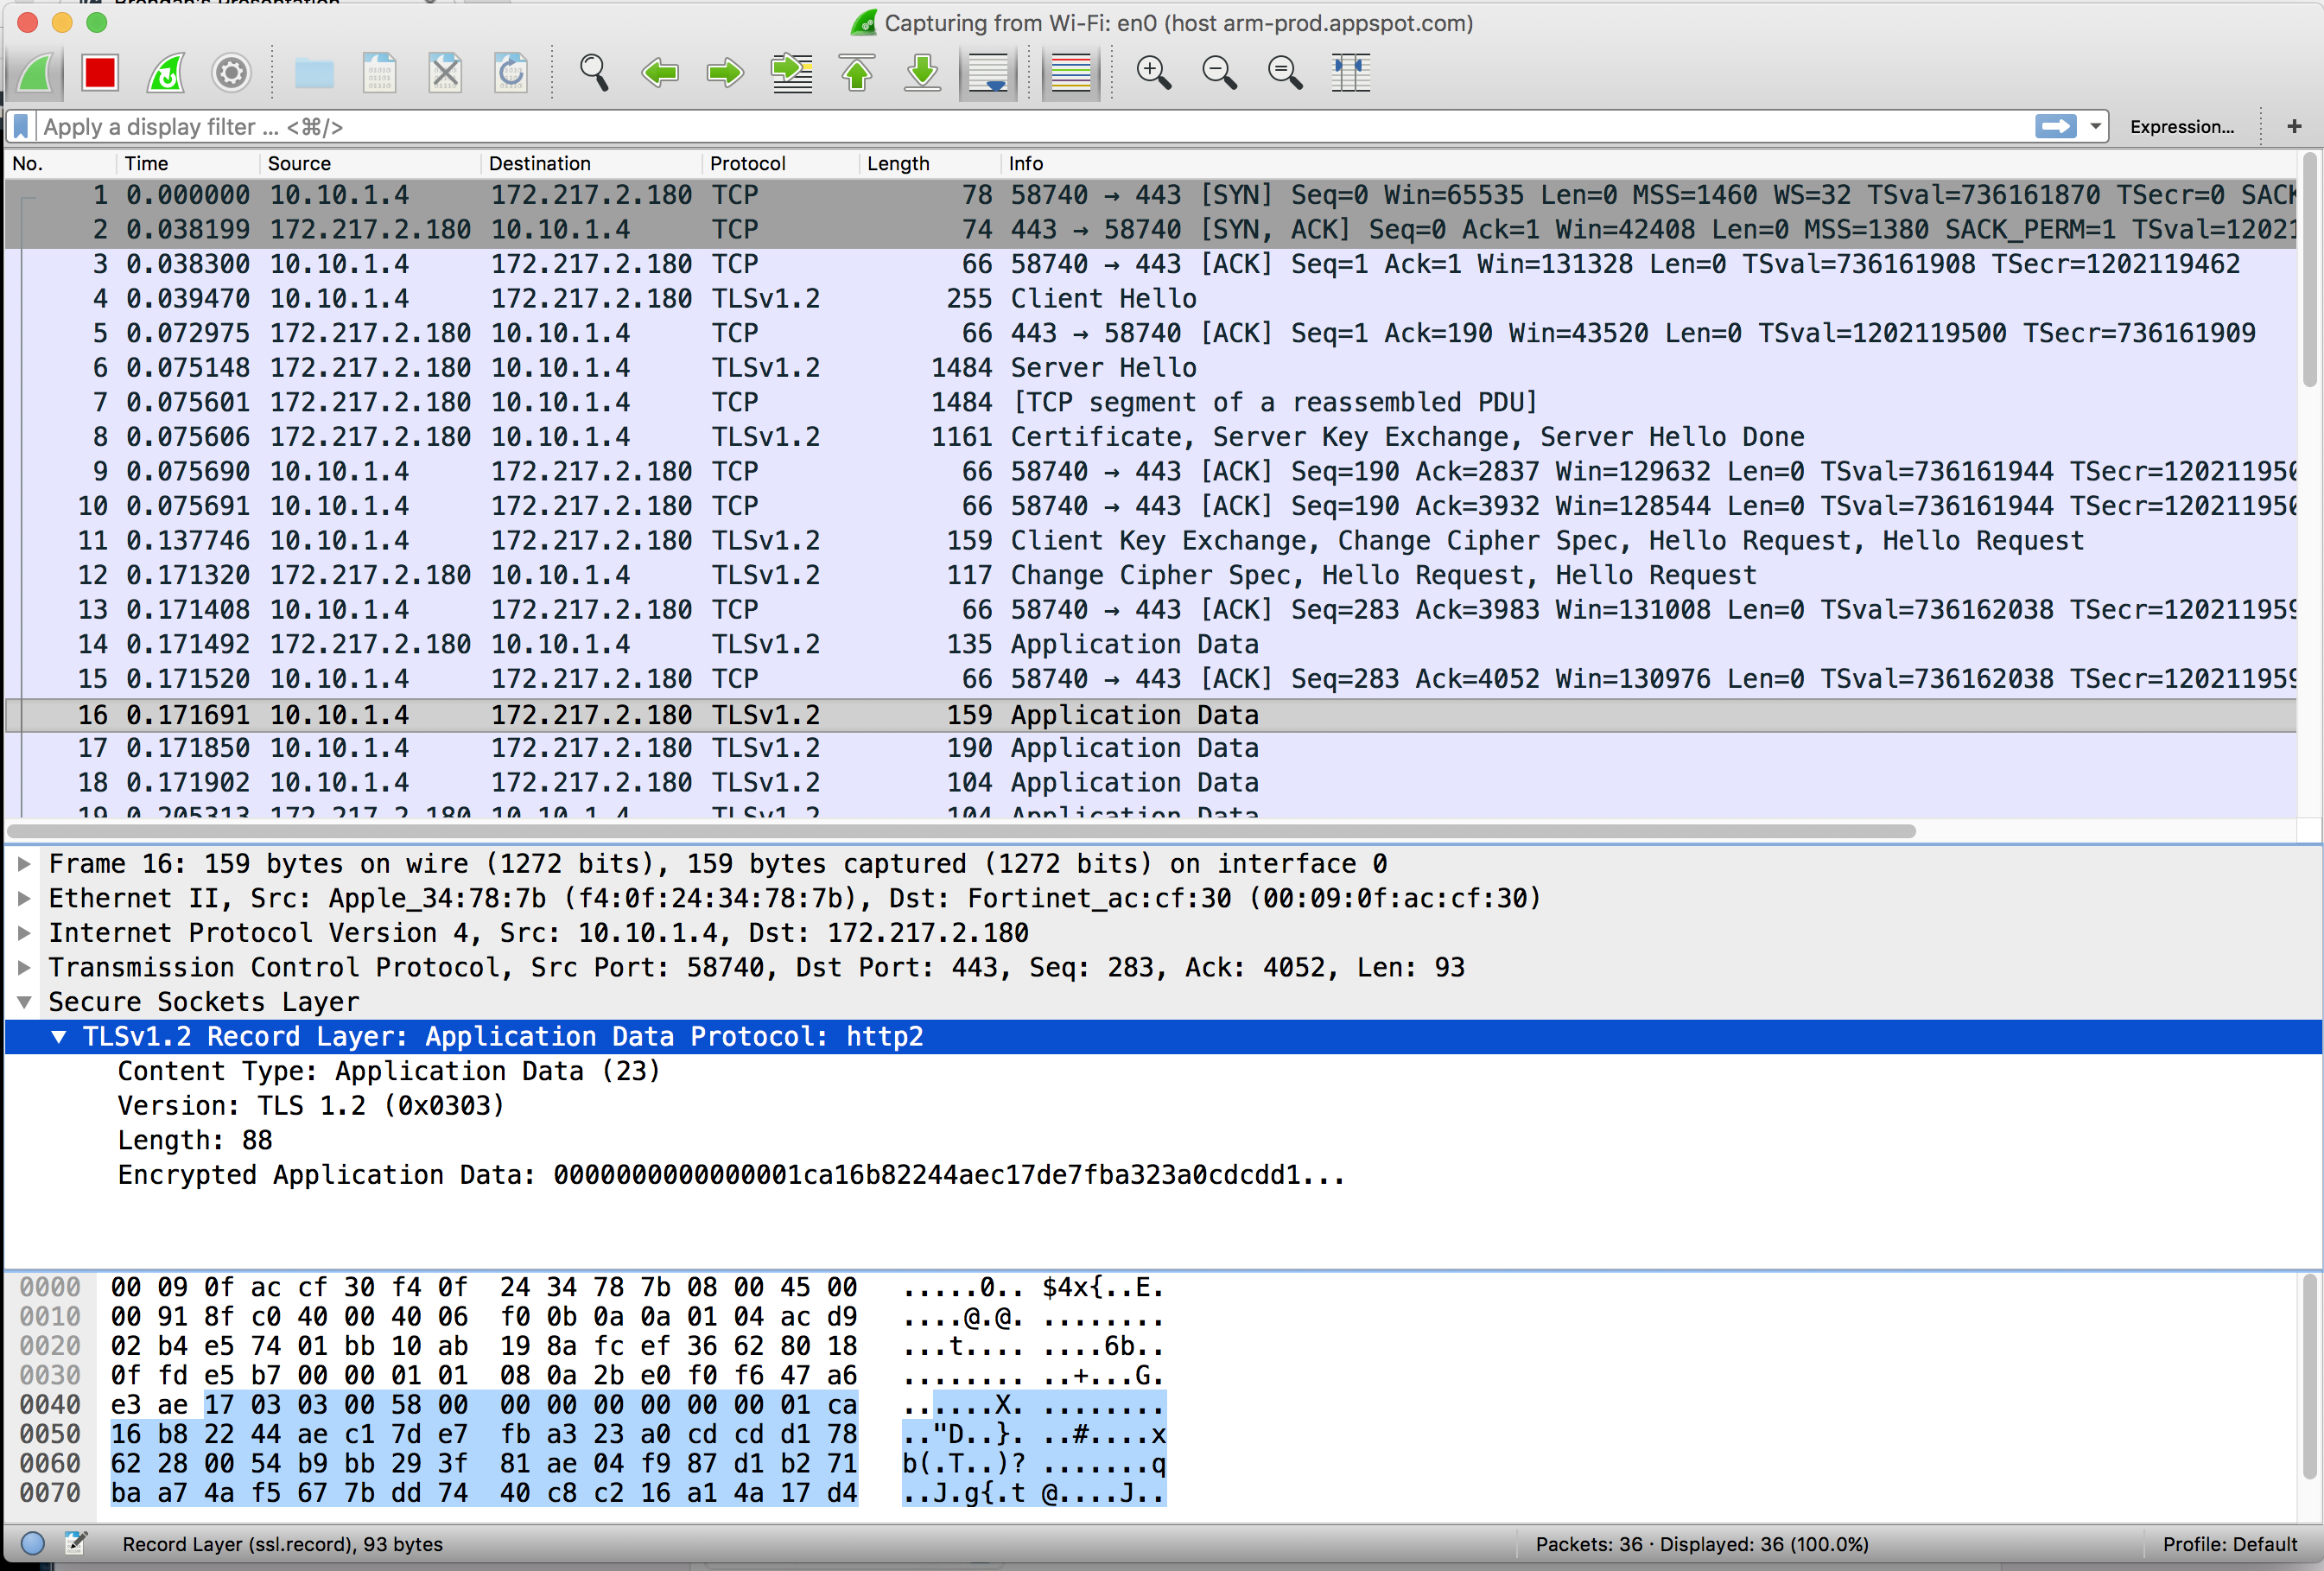 Capturing from Wi-Fi: en0 (host arm-prod.appspot.com)
Apply a display filter ... <⌘/>
Expression...
+
No. Time Source Destination Protocol Length Info
1 0.000000 10.10.1.4 172.217.2.180 TCP 78 58740 → 443 [SYN] Seq=0 Win=65535 Len=0 MSS=1460 WS=32 TSval=736161870 TSecr=0 SACK
2 0.038199 172.217.2.180 10.10.1.4 TCP 74 443 → 58740 [SYN, ACK] Seq=0 Ack=1 Win=42408 Len=0 MSS=1380 SACK_PERM=1 TSval=12021
3 0.038300 10.10.1.4 172.217.2.180 TCP 66 58740 → 443 [ACK] Seq=1 Ack=1 Win=131328 Len=0 TSval=736161908 TSecr=1202119462
4 0.039470 10.10.1.4 172.217.2.180 TLSv1.2 255 Client Hello
5 0.072975 172.217.2.180 10.10.1.4 TCP 66 443 → 58740 [ACK] Seq=1 Ack=190 Win=43520 Len=0 TSval=1202119500 TSecr=736161909
6 0.075148 172.217.2.180 10.10.1.4 TLSv1.2 1484 Server Hello
7 0.075601 172.217.2.180 10.10.1.4 TCP 1484 [TCP segment of a reassembled PDU]
8 0.075606 172.217.2.180 10.10.1.4 TLSv1.2 1161 Certificate, Server Key Exchange, Server Hello Done
9 0.075690 10.10.1.4 172.217.2.180 TCP 66 58740 → 443 [ACK] Seq=190 Ack=2837 Win=129632 Len=0 TSval=736161944 TSecr=120211950
10 0.075691 10.10.1.4 172.217.2.180 TCP 66 58740 → 443 [ACK] Seq=190 Ack=3932 Win=128544 Len=0 TSval=736161944 TSecr=120211950
11 0.137746 10.10.1.4 172.217.2.180 TLSv1.2 159 Client Key Exchange, Change Cipher Spec, Hello Request, Hello Request
12 0.171320 172.217.2.180 10.10.1.4 TLSv1.2 117 Change Cipher Spec, Hello Request, Hello Request
13 0.171408 10.10.1.4 172.217.2.180 TCP 66 58740 → 443 [ACK] Seq=283 Ack=3983 Win=131008 Len=0 TSval=736162038 TSecr=120211959
14 0.171492 172.217.2.180 10.10.1.4 TLSv1.2 135 Application Data
15 0.171520 10.10.1.4 172.217.2.180 TCP 66 58740 → 443 [ACK] Seq=283 Ack=4052 Win=130976 Len=0 TSval=736162038 TSecr=120211959
16 0.171691 10.10.1.4 172.217.2.180 TLSv1.2 159 Application Data
17 0.171850 10.10.1.4 172.217.2.180 TLSv1.2 190 Application Data
18 0.171902 10.10.1.4 172.217.2.180 TLSv1.2 104 Application Data
19 0.205313 172.217.2.180 10.10.1.4 TLSv1.2 104 Application Data
Frame 16: 159 bytes on wire (1272 bits), 159 bytes captured (1272 bits) on interface 0
Ethernet II, Src: Apple_34:78:7b (f4:0f:24:34:78:7b), Dst: Fortinet_ac:cf:30 (00:09:0f:ac:cf:30)
Internet Protocol Version 4, Src: 10.10.1.4, Dst: 172.217.2.180
Transmission Control Protocol, Src Port: 58740, Dst Port: 443, Seq: 283, Ack: 4052, Len: 93
Secure Sockets Layer
TLSv1.2 Record Layer: Application Data Protocol: http2
Content Type: Application Data (23)
Version: TLS 1.2 (0x0303)
Length: 88
Encrypted Application Data: 0000000000000001ca16b82244aec17de7fba323a0cdcdd1...
0000 00 09 0f ac cf 30 f4 0f 24 34 78 7b 08 00 45 00 .....0.. $4x{..E.
0010 00 91 8f c0 40 00 40 06 f0 0b 0a 0a 01 04 ac d9 ....@.@. ........
0020 02 b4 e5 74 01 bb 10 ab 19 8a fc ef 36 62 80 18 ...t.... ....6b..
0030 0f fd e5 b7 00 00 01 01 08 0a 2b e0 f0 f6 47 a6 ........ ..+...G.
0040 e3 ae 17 03 03 00 58 00 00 00 00 00 00 00 01 ca ......X. ........
0050 16 b8 22 44 ae c1 7d e7 fb a3 23 a0 cd cd d1 78 .."D..}. ..#....x
0060 62 28 00 54 b9 bb 29 3f 81 ae 04 f9 87 d1 b2 71 b(.T..)? .......q
0070 ba a7 4a f5 67 7b dd 74 40 c8 c2 16 a1 4a 17 d4 ..J.g{.t @....J..
Record Layer (ssl.record), 93 bytes
Packets: 36 · Displayed: 36 (100.0%)
Profile: Default